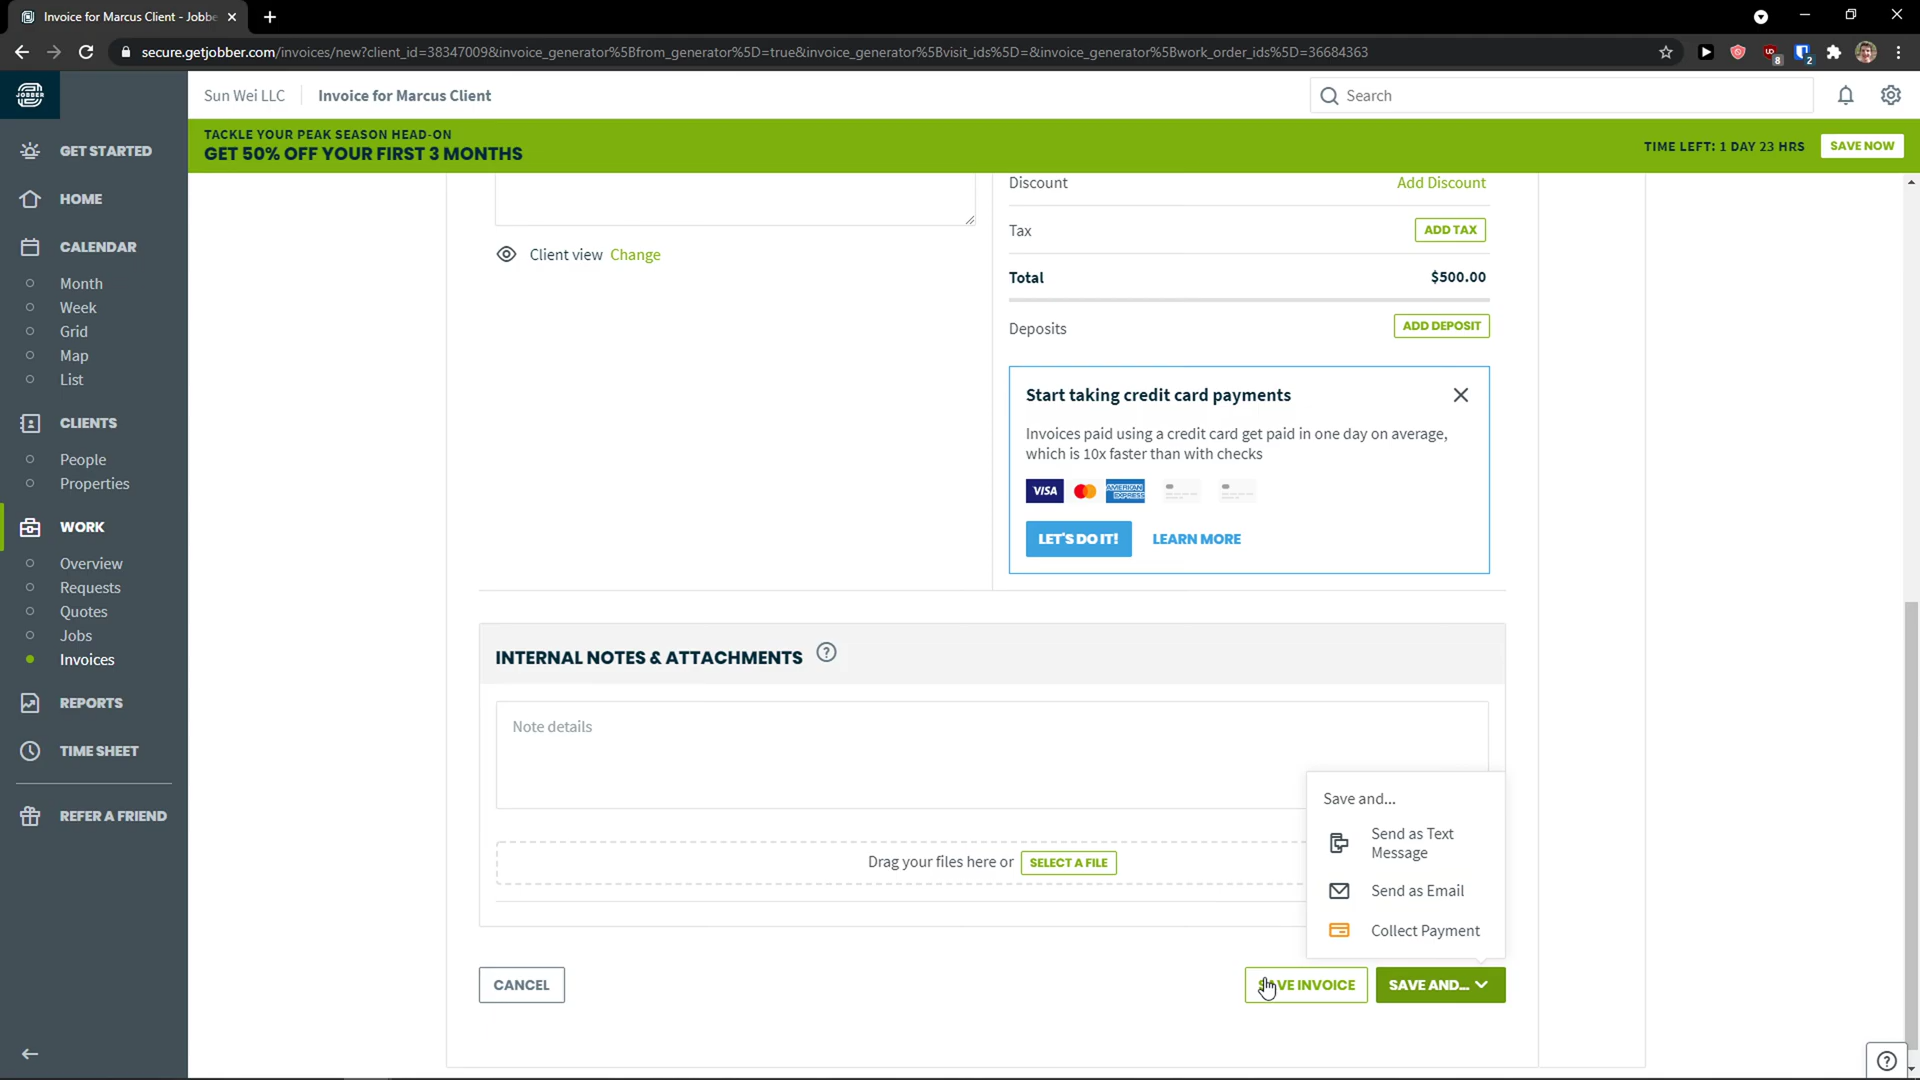 Invoice for Marcus Client - Jobbe
secure.getjobber.com/invoices/new?client_id=38347009&invoice_generator%5Bfrom_generator%5D=true&invoice_generator%5Bvisit_ids%5D=&invoice_generator%5Bwork_order_ids%5D=36684363
8
2
JOBBER
Sun Wei LLC
Invoice for Marcus Client
Search
TACKLE YOUR PEAK SEASON HEAD-ON
GET 50% OFF YOUR FIRST 3 MONTHS
TIME LEFT: 1 DAY 23 HRS
SAVE NOW
GET STARTED
HOME
CALENDAR
Month
Week
Grid
Map
List
CLIENTS
People
Properties
WORK
Overview
Requests
Quotes
Jobs
Invoices
REPORTS
TIME SHEET
REFER A FRIEND
Client view Change
Discount
Add Discount
Tax
ADD TAX
Total
$500.00
Deposits
ADD DEPOSIT
Start taking credit card payments
Invoices paid using a credit card get paid in one day on average,
which is 10x faster than with checks
VISA
AMERICAN EXPRESS
LET'S DO IT!
LEARN MORE
INTERNAL NOTES & ATTACHMENTS
Note details
Drag your files here or SELECT A FILE
Save and...
Send as Text
Message
Send as Email
Collect Payment
CANCEL
SAVE INVOICE
SAVE AND...